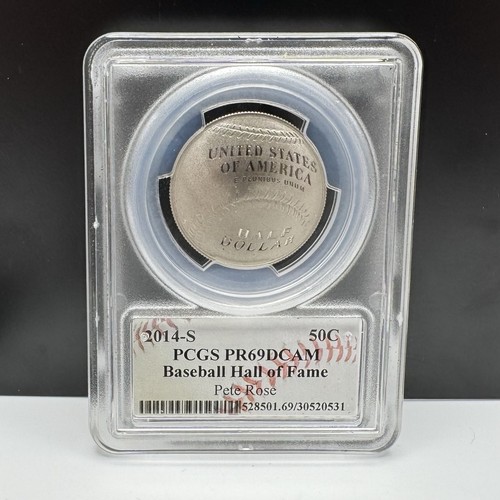 UNITED STATES
OF AMERICA
E PLURIBUS UNUM
HALF
DOLLAR
2014-S 50C
PCGS PR69DCAM
Baseball Hall of Fame
Pete Rose
528501.69/30520531